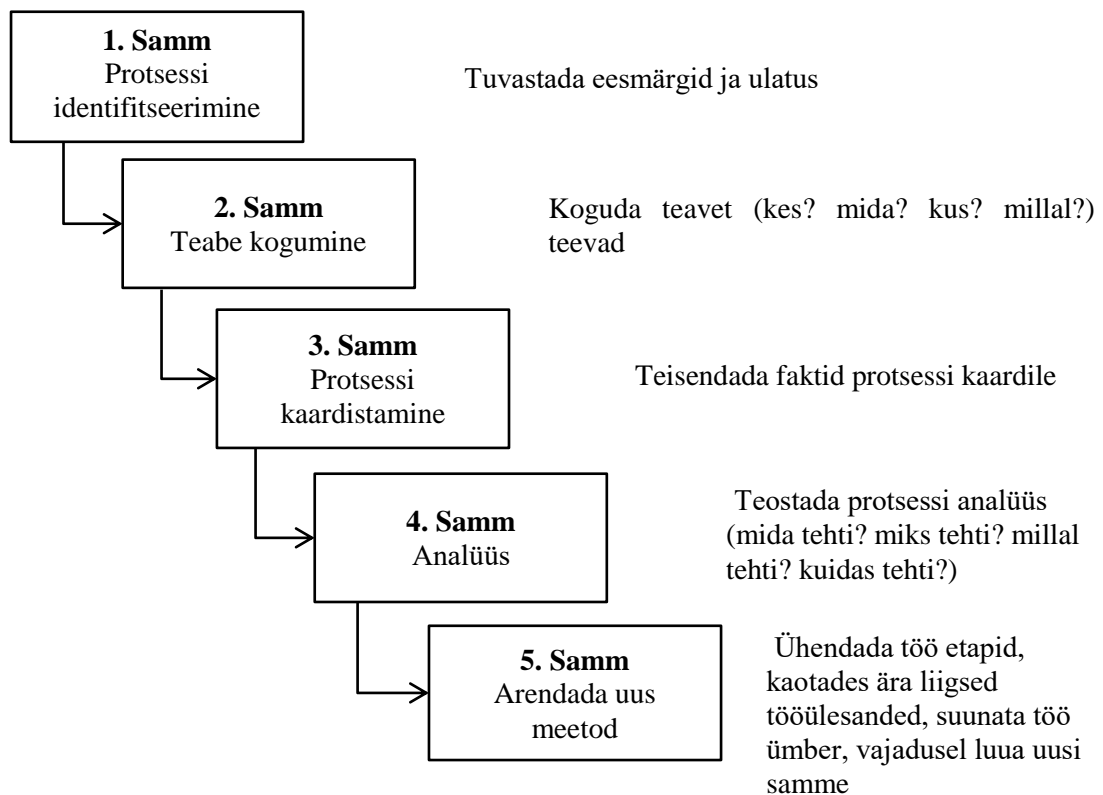 1. Samm
Protsessi
identifitseerimine
Tuvastada eesmärgid ja ulatus
2. Samm
Teabe kogumine
Koguda teavet (kes? mida? kus? millal?)
teevad
3. Samm
Protsessi
kaardistamine
Teisendada faktid protsessi kaardile
4. Samm
Analüüs
Teostada protsessi analüüs
(mida tehti? miks tehti? millal
tehti? kuidas tehti?)
5. Samm
Arendada uus
meetod
Ühendada töö etapid,
kaotades ära liigsed
tööülesanded, suunata töö
ümber, vajadusel luua uusi
samme